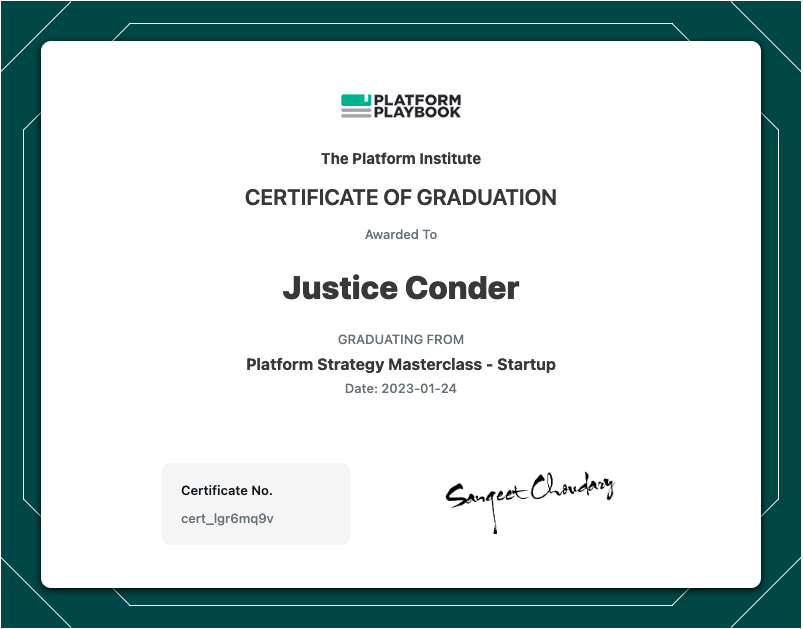 PLATFORM
PLAYBOOK
The Platform Institute
CERTIFICATE OF GRADUATION
Awarded To
Justice Conder
GRADUATING FROM
Platform Strategy Masterclass - Startup
Date: 2023-01-24
Certificate No.
cert_lgr6mq9v
Sangeet Choudary